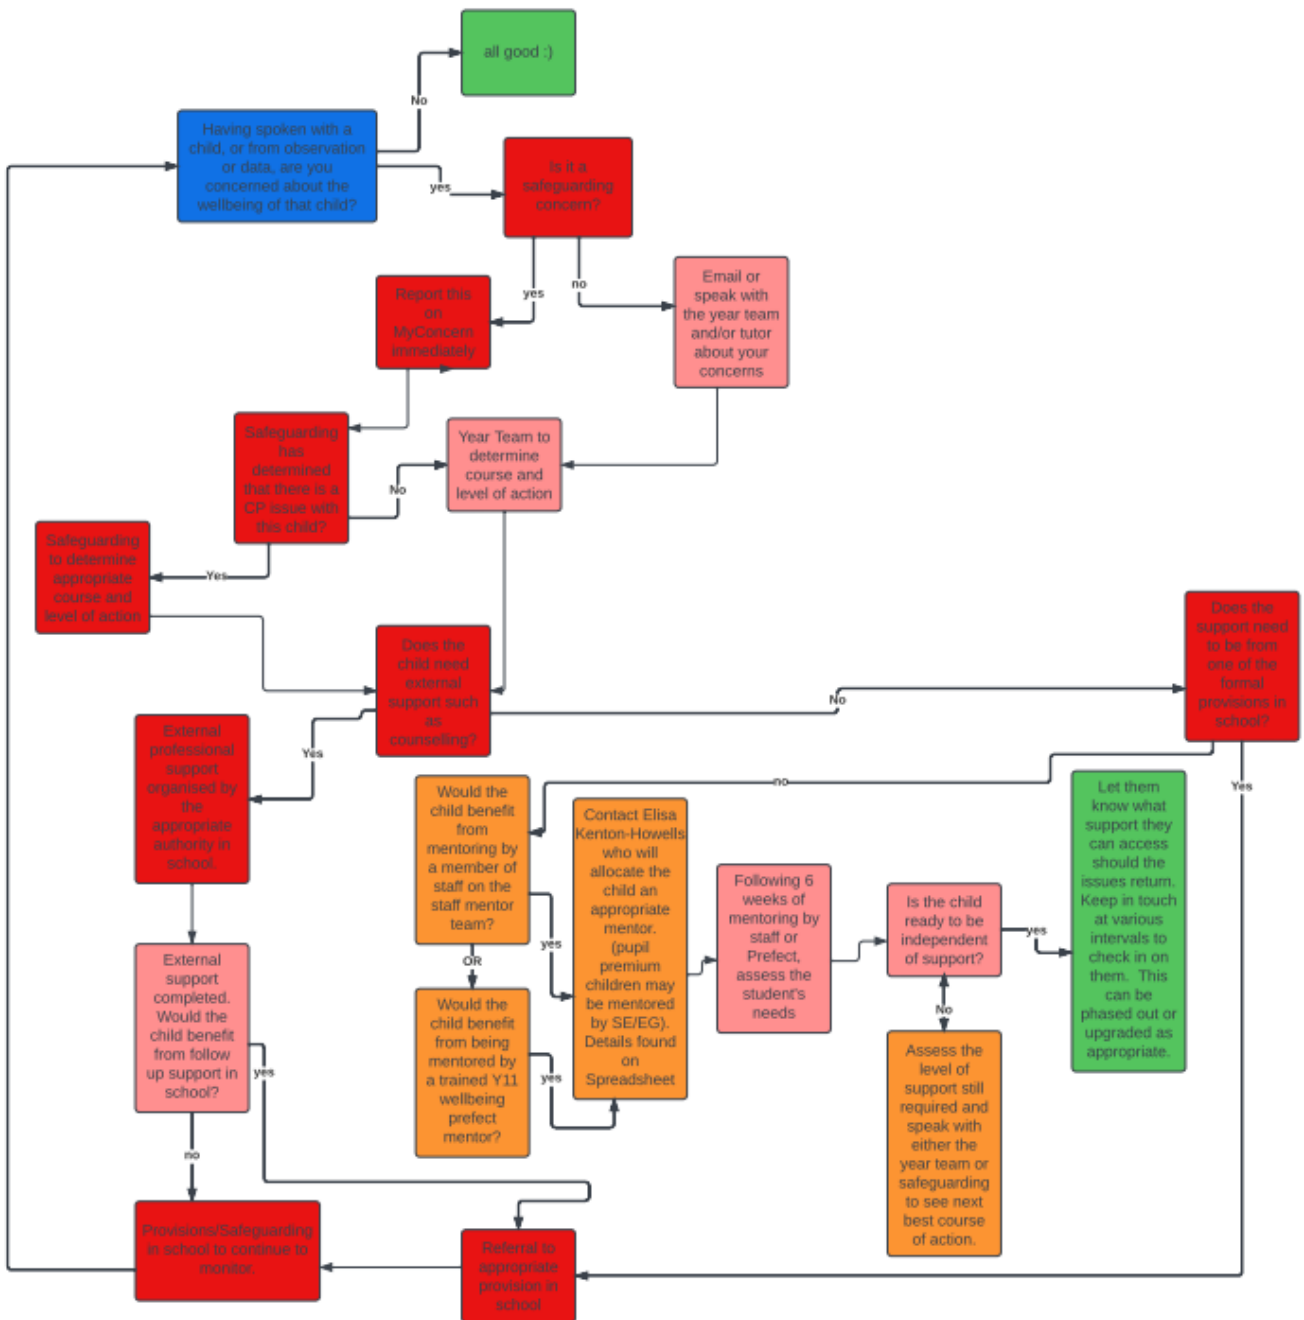 all good :)
No
Having spoken with a
child, or from observation
or data, are you
concerned about the
wellbeing of that child?
yes
Is it a
safeguarding
concern?
yes
no
Report this
on
MyConcern
immediately
Email or
speak with
the year team
and/or tutor
about your
concerns
Safeguarding
has
determined
that there is a
CP issue with
this child?
No
Year Team to
determine
course and
level of action
Safeguarding
to determine
appropriate
course and
level of action
Yes
Does the
child need
external
support such
as
counselling?
No
Does the
support need
to be from
one of the
formal
provisions in
school?
Yes
External
professional
support
organised by
the
appropriate
authority in
school.
no
Yes
Would the
child benefit
from
mentoring by
a member of
staff on the
staff mentor
team?
yes
OR
Would the
child benefit
from being
mentored by
a trained Y11
wellbeing
prefect
mentor?
yes
Contact Elisa
Kenton-Howells
who will
allocate the
child an
appropriate
mentor.
(pupil
premium
children may
be mentored
by SE/EG).
Details found
on
Spreadsheet
Following 6
weeks of
mentoring by
staff or
Prefect,
assess the
student's
needs
Is the child
ready to be
independent
of support?
yes
Let them
know what
support they
can access
should the
issues return.
Keep in touch
at various
intervals to
check in on
them. This
can be
phased out or
upgraded as
appropriate.
No
Assess the
level of
support still
required and
speak with
either the
year team or
safeguarding
to see next
best course
of action.
External
support
completed.
Would the
child benefit
from follow
up support in
school?
yes
no
Provisions/Safeguarding
in school to continue to
monitor.
Referral to
appropriate
provision in
school